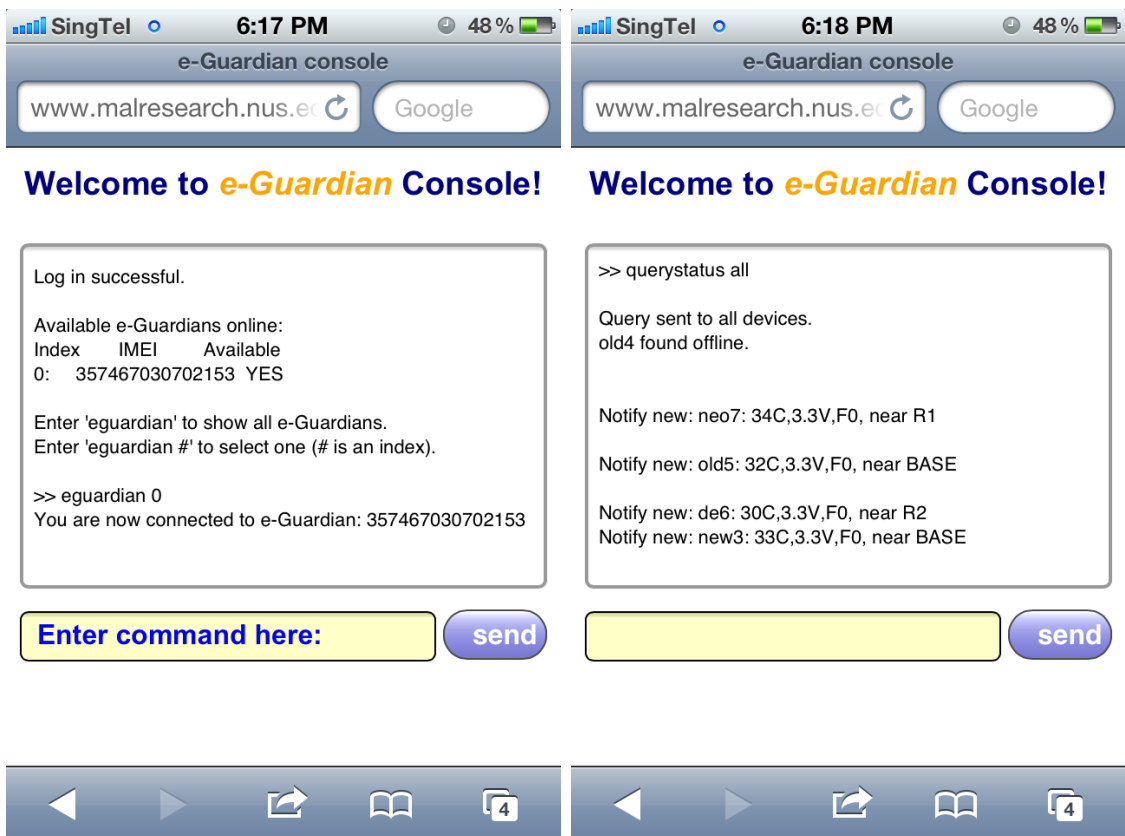 SingTel 6:17 PM 48%
e-Guardian console
www.malresearch.nus.ec Google
Welcome to e-Guardian Console!
Log in successful.
Available e-Guardians online:
Index IMEI Available
0: 357467030702153 YES
Enter 'eguardian' to show all e-Guardians.
Enter 'eguardian #' to select one (# is an index).
>> eguardian 0
You are now connected to e-Guardian: 357467030702153
Enter command here: send
4
SingTel 6:18 PM 48%
e-Guardian console
www.malresearch.nus.ec Google
Welcome to e-Guardian Console!
>> querystatus all
Query sent to all devices.
old4 found offline.
Notify new: neo7: 34C,3.3V,F0, near R1
Notify new: old5: 32C,3.3V,F0, near BASE
Notify new: de6: 30C,3.3V,F0, near R2
Notify new: new3: 33C,3.3V,F0, near BASE
send
4